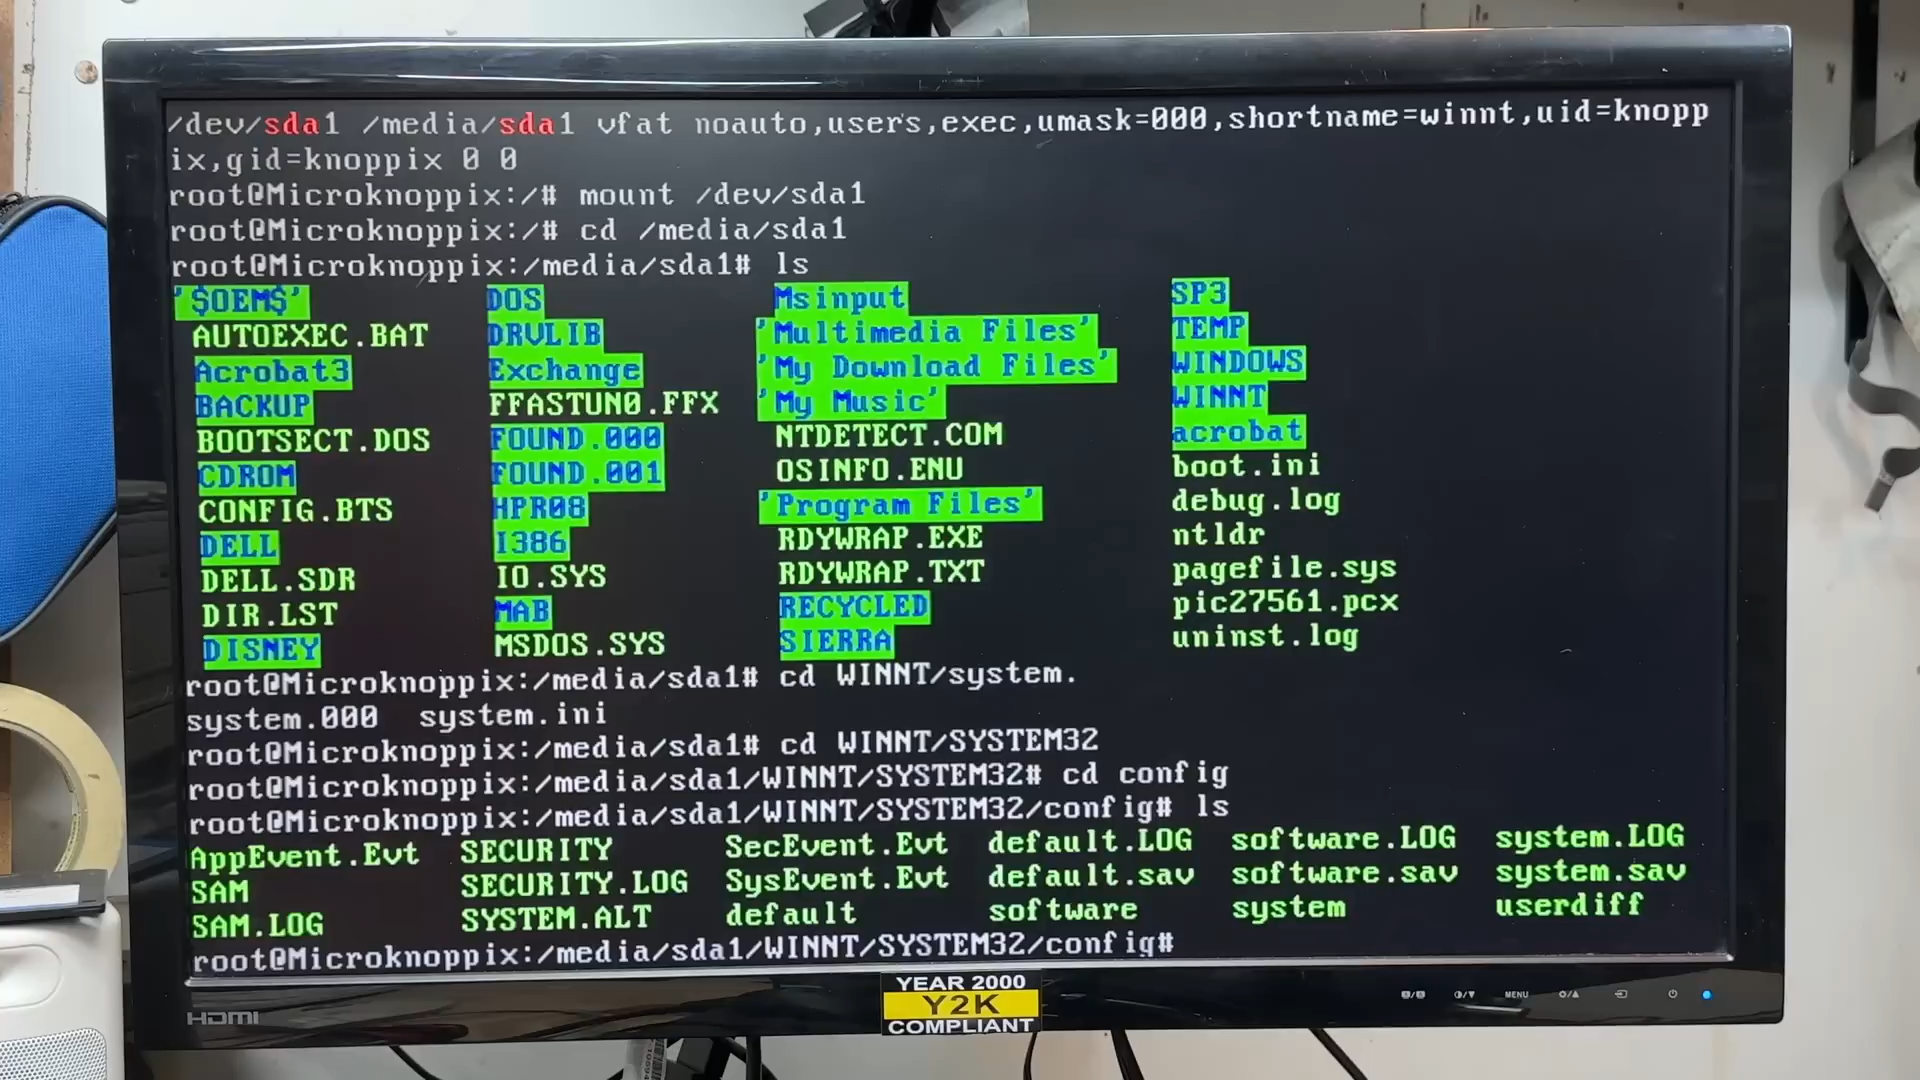 /dev/sda1 /media/sda1 vfat noauto,users,exec,umask=000,shortname=winnt,uid=knopp
ix,gid=knoppix 0 0
root@Microknoppix:/# mount /dev/sda1
root@Microknoppix:/# cd /media/sda1
root@Microknoppix:/media/sda1# ls
'$OEM$' DOS Msinput SP3
AUTOEXEC.BAT DRVLIB 'Multimedia Files' TEMP
Acrobat3 Exchange 'My Download Files' WINDOWS
BACKUP FFASTUN0.FFX 'My Music' WINNT
BOOTSECT.DOS FOUND.000 NTDETECT.COM acrobat
CDROM FOUND.001 OSINFO.ENU boot.ini
CONFIG.BTS HPR08 'Program Files' debug.log
DELL I386 RDYWRAP.EXE ntldr
DELL.SDR IO.SYS RDYWRAP.TXT pagefile.sys
DIR.LST MAB RECYCLED pic27561.pcx
DISNEY MSDOS.SYS SIERRA uninst.log
root@Microknoppix:/media/sda1# cd WINNT/system.
system.000 system.ini
root@Microknoppix:/media/sda1# cd WINNT/SYSTEM32
root@Microknoppix:/media/sda1/WINNT/SYSTEM32# cd config
root@Microknoppix:/media/sda1/WINNT/SYSTEM32/config# ls
AppEvent.Evt SECURITY SecEvent.Evt default.LOG software.LOG system.LOG
SAM SECURITY.LOG SysEvent.Evt default.sav software.sav system.sav
SAM.LOG SYSTEM.ALT default software system userdiff
root@Microknoppix:/media/sda1/WINNT/SYSTEM32/config#
YEAR 2000
Y2K
COMPLIANT
HDMI
MENU